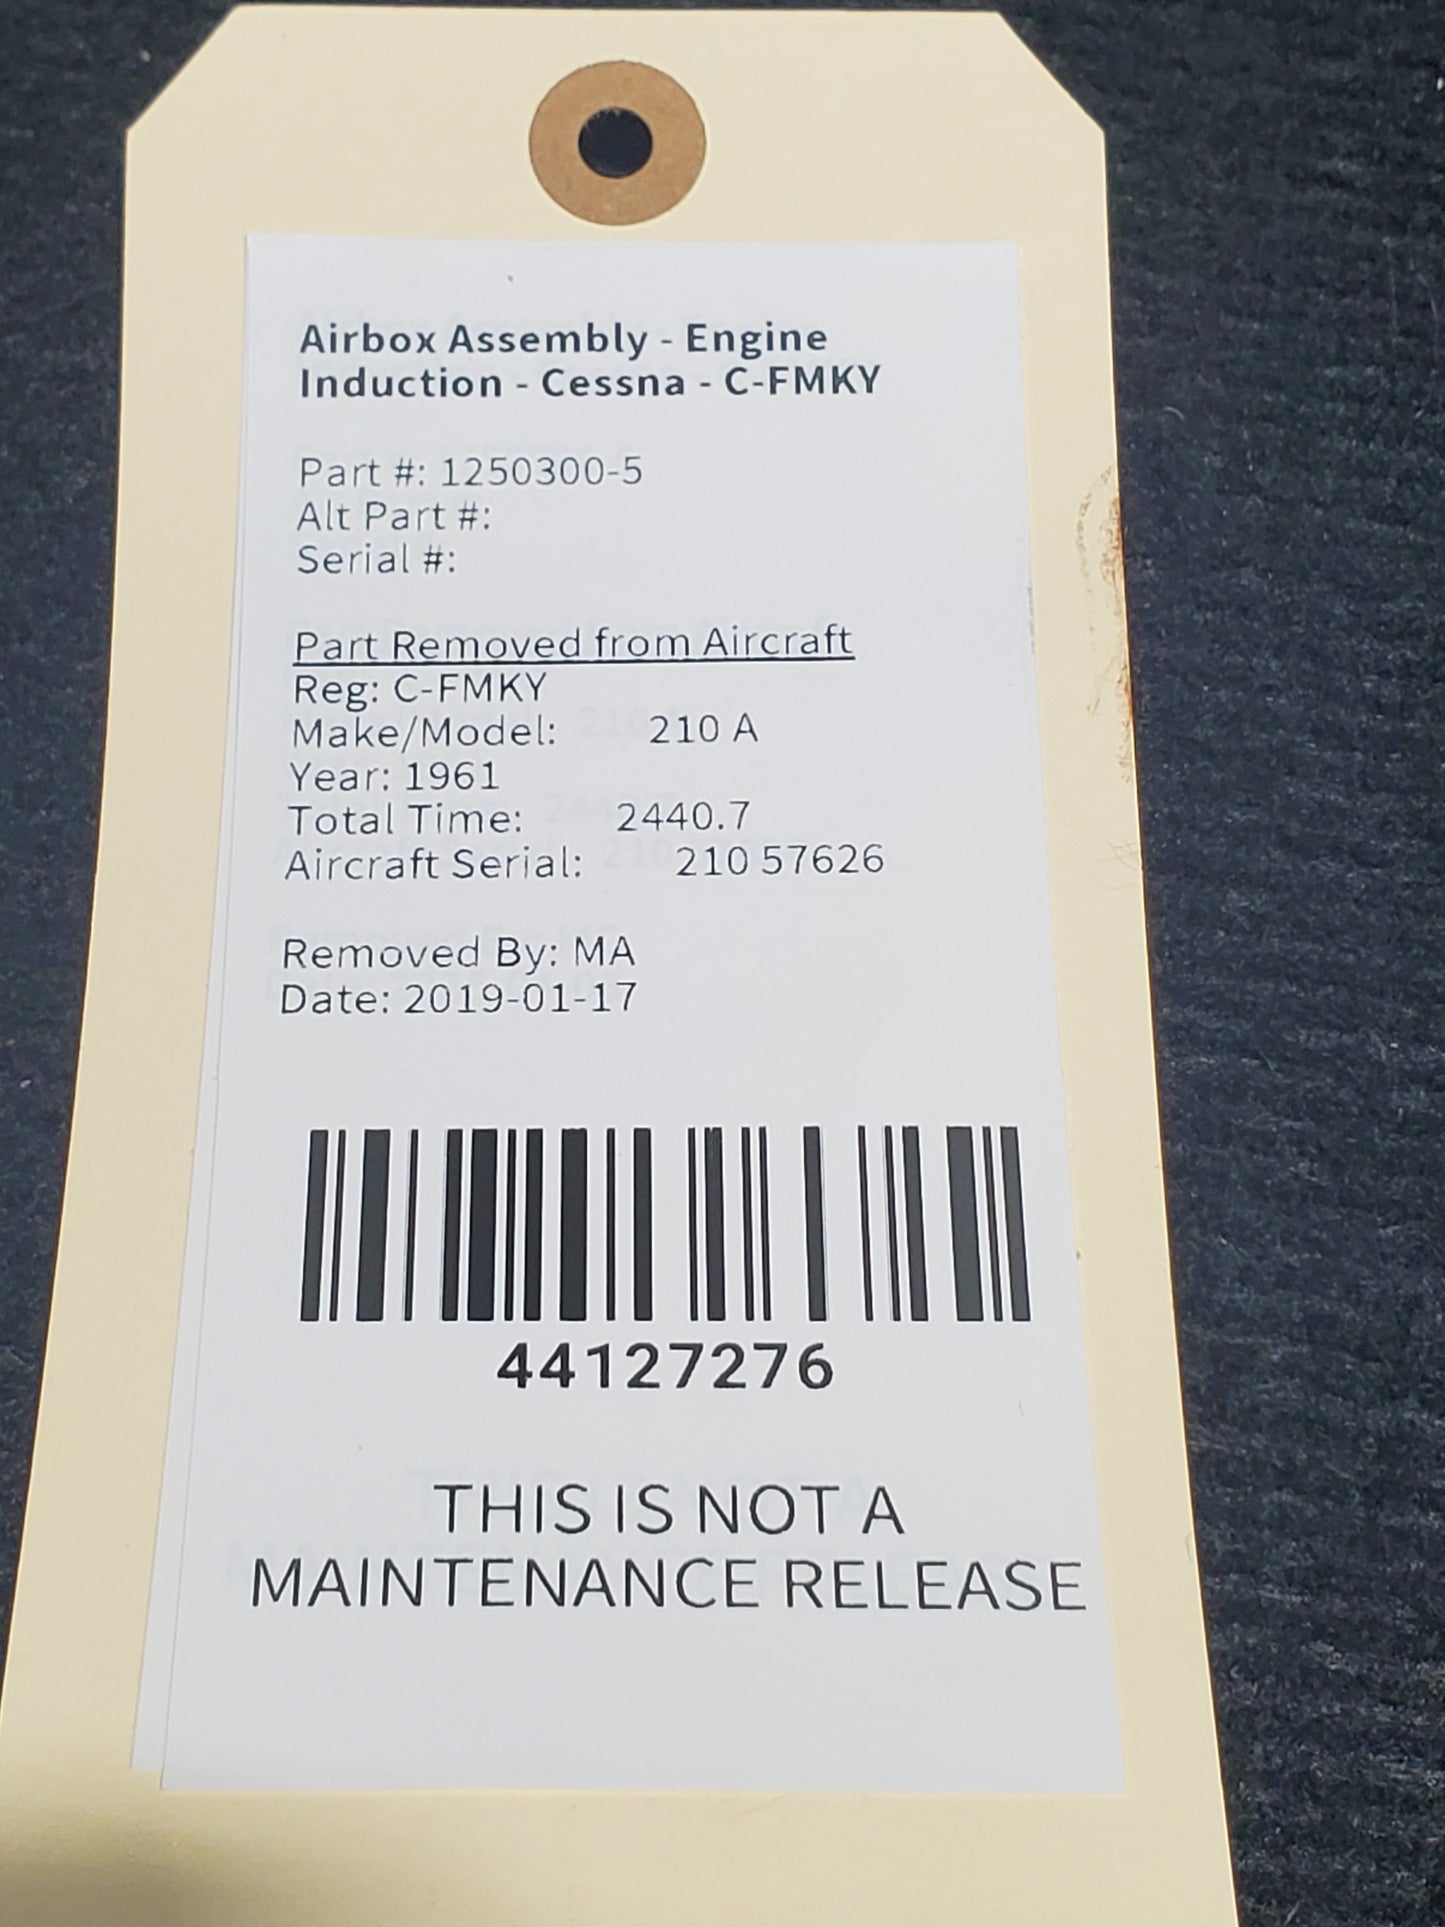 Airbox Assembly - Engine
Induction - Cessna - C-FMKY
Part #: 1250300-5
Alt Part #:
Serial #:
Part Removed from Aircraft
Reg: C-FMKY
Make/Model: 210 A
Year: 1961
Total Time: 2440.7
Aircraft Serial: 210 57626
Removed By: MA
Date: 2019-01-17
44127276
THIS IS NOT A
MAINTENANCE RELEASE